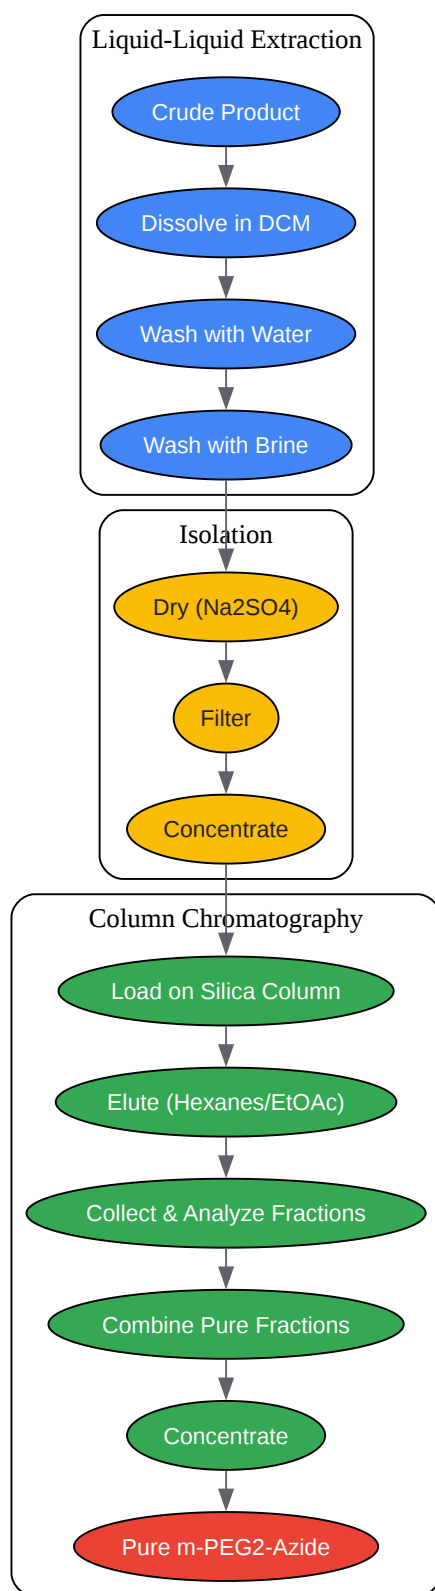 Liquid-Liquid Extraction
Crude Product
Dissolve in DCM
Wash with Water
Wash with Brine
Isolation
Dry (Na2SO4)
Filter
Concentrate
Column Chromatography
Load on Silica Column
Elute (Hexanes/EtOAc)
Collect & Analyze Fractions
Combine Pure Fractions
Concentrate
Pure m-PEG2-Azide